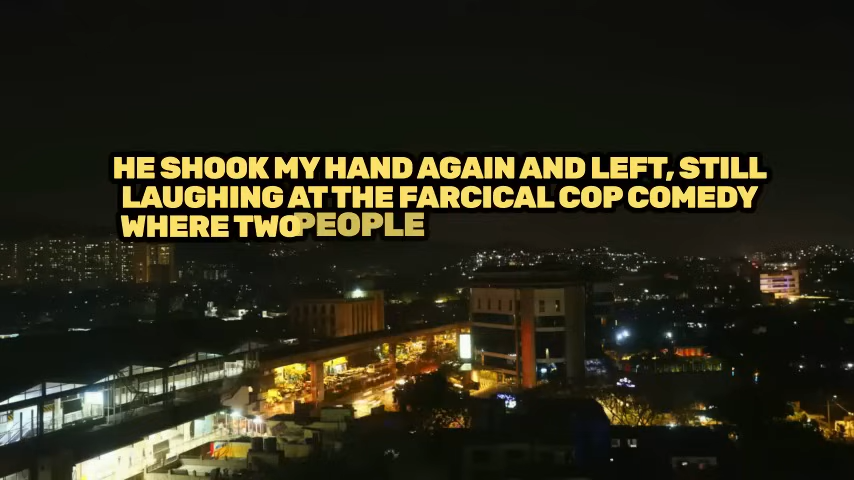 HE SHOOK MY HAND AGAIN AND LEFT, STILL
LAUGHING AT THE FARCICAL COP COMEDY
WHERE TWO PEOPLE